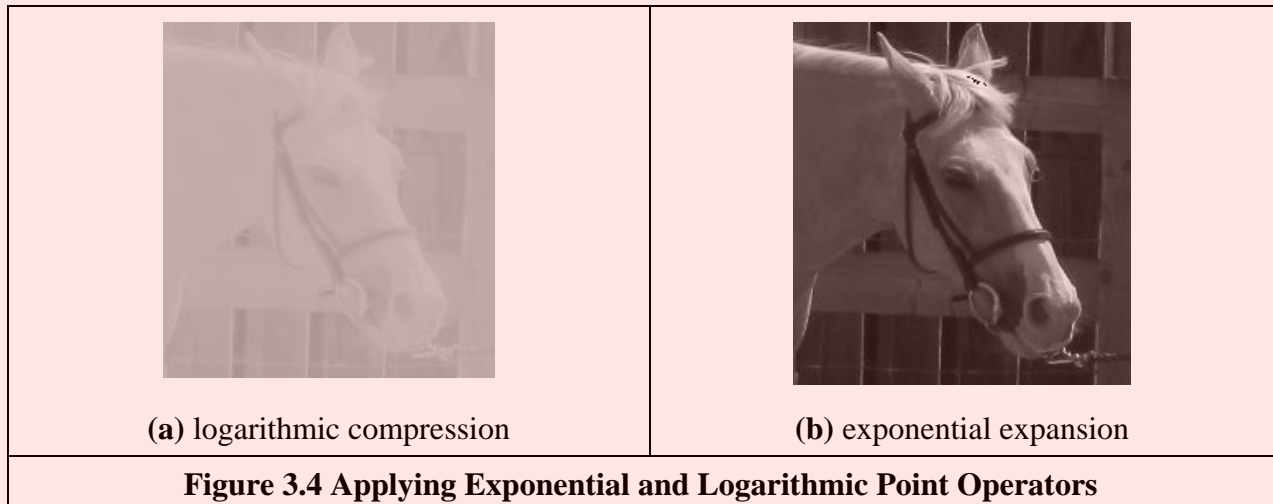 (a) logarithmic compression
(b) exponential expansion
Figure 3.4 Applying Exponential and Logarithmic Point Operators